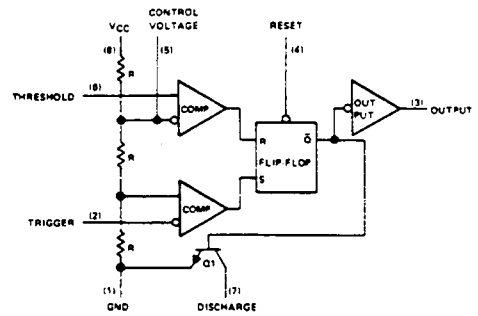 CONTROL
VOLTAGE
VCC
RESET
(8)
(5)
(4)
R
THRESHOLD
(6)
COMP
OUT
PUT
(3)
OUTPUT
R
Q̅
FLIP-FLOP
S
R
COMP
TRIGGER
(2)
R
Q1
(1)
(7)
GND
DISCHARGE